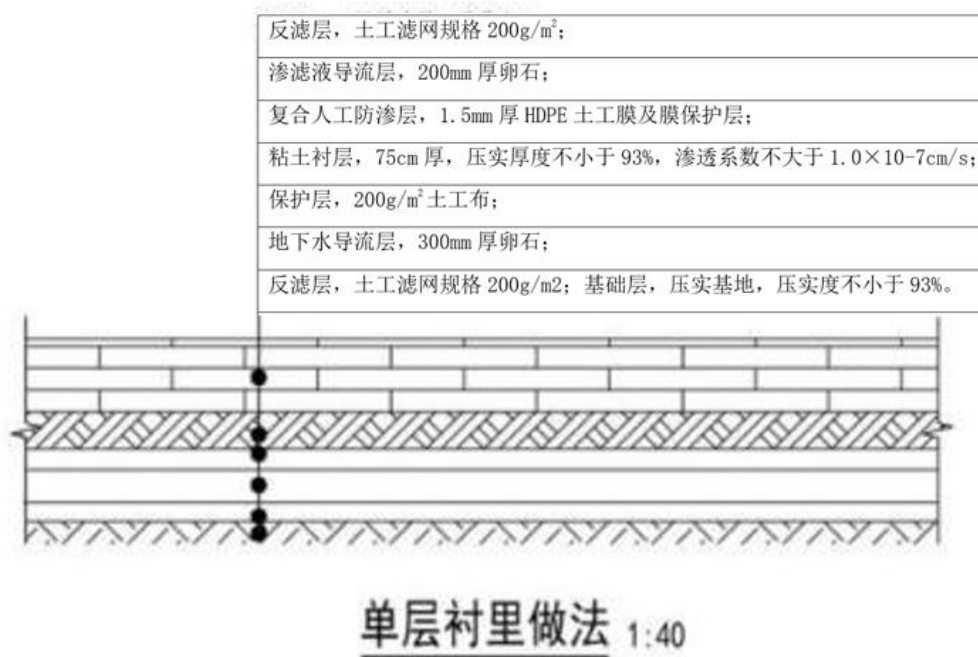 反滤层，土工滤网规格 200g/m²；
渗滤液导流层，200mm 厚卵石；
复合人工防渗层，1.5mm 厚 HDPE 土工膜及膜保护层；
粘土衬层，75cm 厚，压实厚度不小于 93%，渗透系数不大于 1.0×10-7cm/s；
保护层，200g/m²土工布；
地下水导流层，300mm 厚卵石；
反滤层，土工滤网规格 200g/m2；基础层，压实基地，压实度不小于 93%。
单层衬里做法 1:40